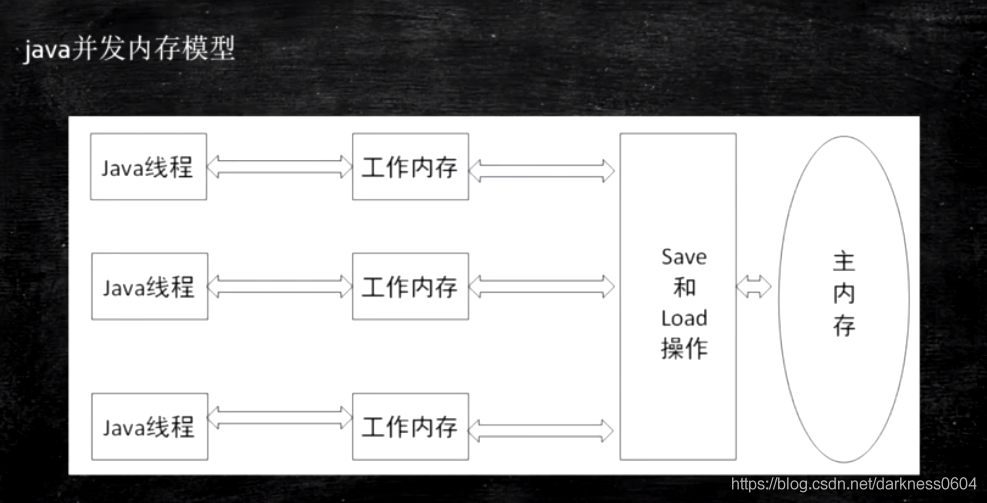 java并发内存模型
Java线程
工作内存
Java线程
工作内存
Java线程
工作内存
Save
和
Load
操作
主
内
存
https://blog.csdn.net/darkness0604